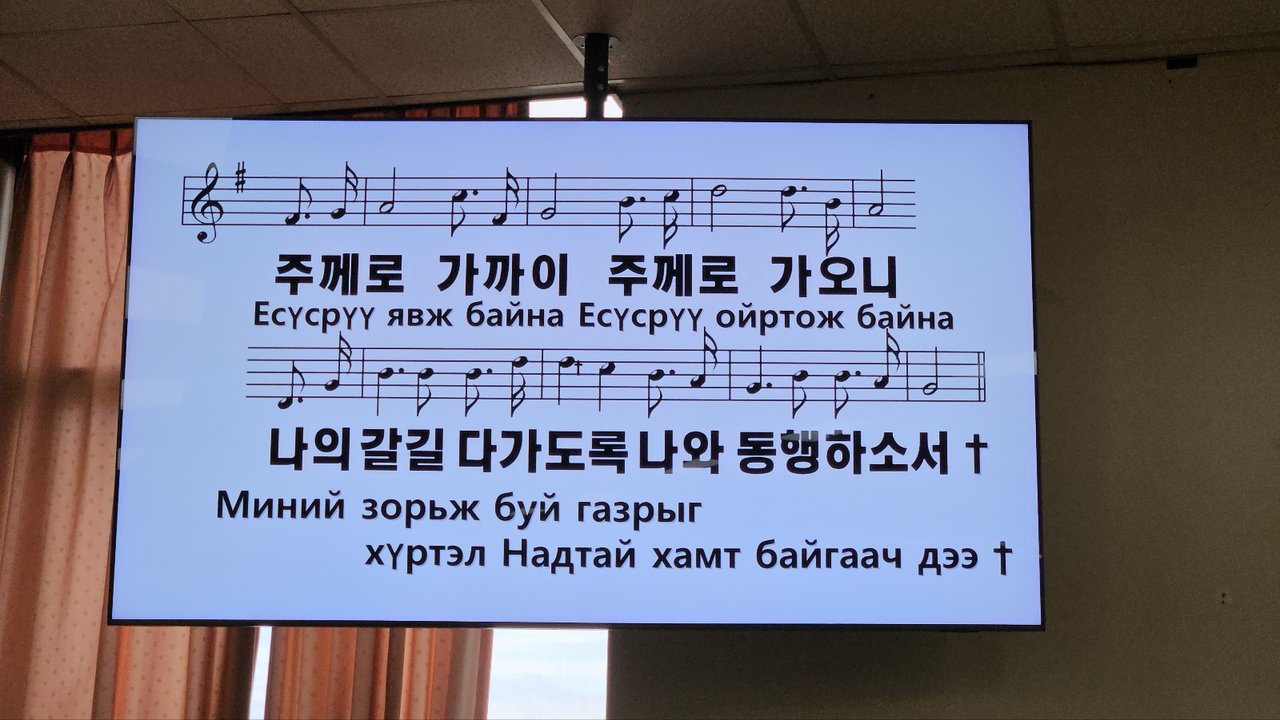 주께로 가까이 주께로 가오니
Есүсрүү явж байна Есүсрүү ойртож байна
나의 갈길 다가도록 나와 동행하소서 †
Миний зорьж буй газрыг
хүртэл Надтай хамт байгаач дээ †